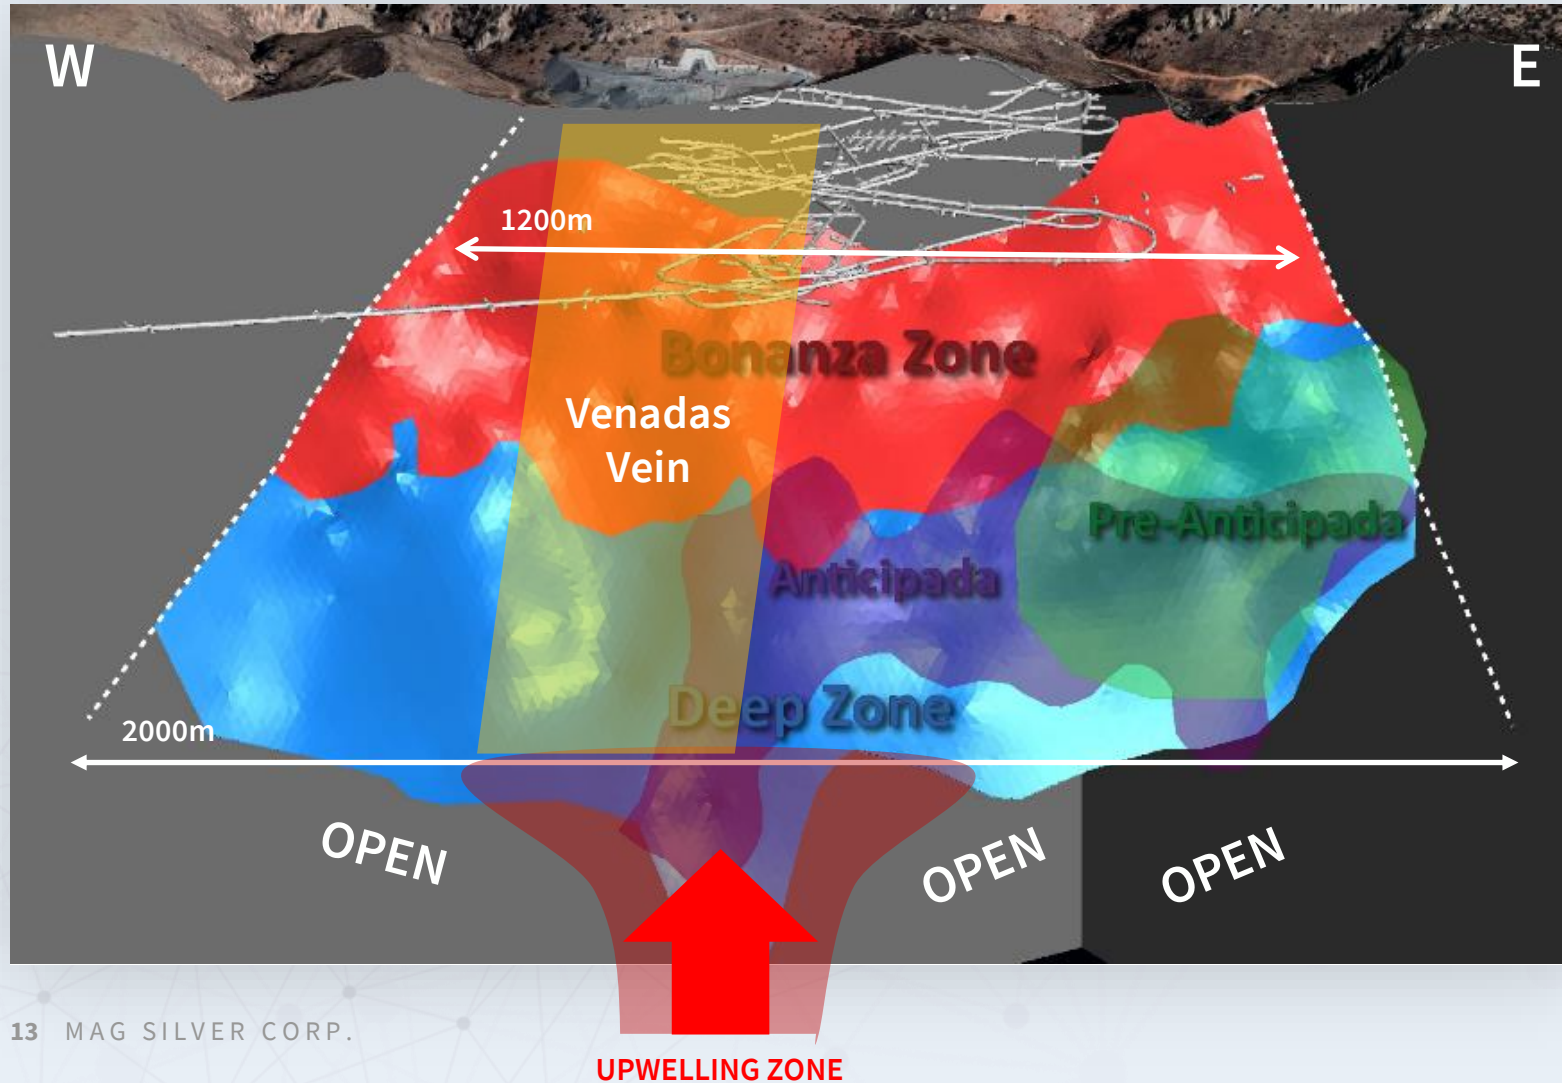 W
E
1200m
Bonanza Zone
Venadas
Vein
Pre-Anticipada
Anticipada
Deep Zone
2000m
OPEN
OPEN
OPEN
13 MAG SILVER CORP.
UPWELLING ZONE